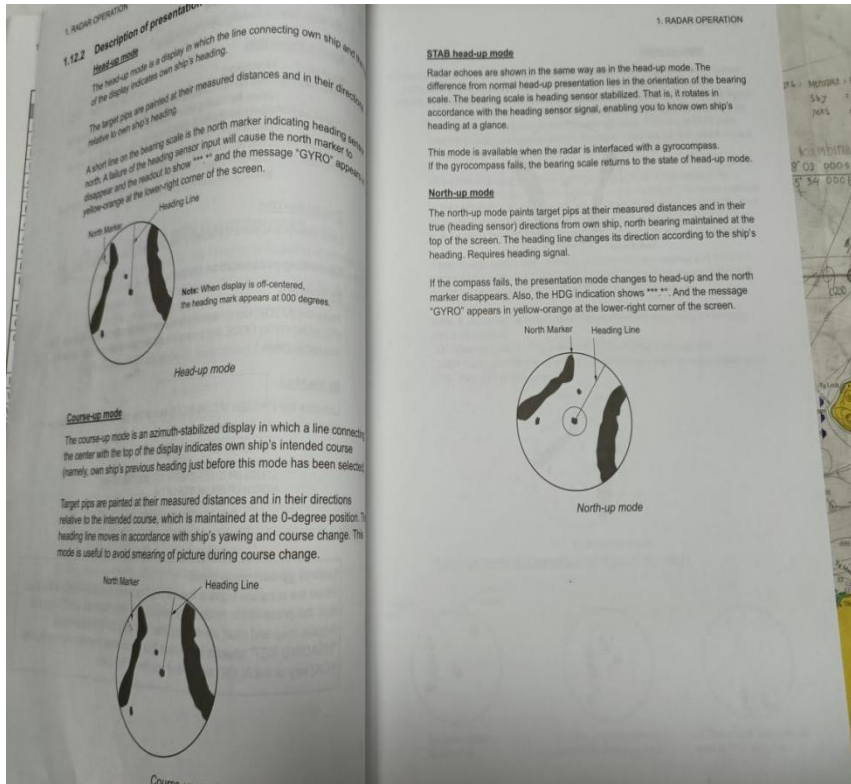 1. RADAR OPERATION
1.12.2 Description of presentation
Head-up mode
The head-up mode is a display in which the line connecting own ship and the
of the display indicates own ship's heading.
The target pips are painted at their measured distances and in their direction
relative to own ship's heading.
A short line on the bearing scale is the north marker indicating heading sensor
north. A failure of the heading sensor input will cause the north marker to
disappear and the readout to show ***.** and the message "GYRO" appears
yellow-orange at the lower-right corner of the screen.
North Marker
Heading Line
Note: When display is off-centered,
the heading mark appears at 000 degrees.
Head-up mode
Course-up mode
The course-up mode is an azimuth-stabilized display in which a line connecting
the center with the top of the display indicates own ship's intended course
(namely, own ship's previous heading just before this mode has been selected
Target pips are painted at their measured distances and in their directions
relative to the intended course, which is maintained at the 0-degree position. The
heading line moves in accordance with ship's yawing and course change. This
mode is useful to avoid smearing of picture during course change.
North Marker
Heading Line
1. RADAR OPERATION
STAB head-up mode
Radar echoes are shown in the same way as in the head-up mode. The
difference from normal head-up presentation lies in the orientation of the bearing
scale. The bearing scale is heading sensor stabilized. That is, it rotates in
accordance with the heading sensor signal, enabling you to know own ship's
heading at a glance.
This mode is available when the radar is interfaced with a gyrocompass.
If the gyrocompass fails, the bearing scale returns to the state of head-up mode.
North-up mode
The north-up mode paints target pips at their measured distances and in their
true (heading sensor) directions from own ship, north bearing maintained at the
top of the screen. The heading line changes its direction according to the ship's
heading. Requires heading signal.
If the compass fails, the presentation mode changes to head-up and the north
marker disappears. Also, the HDG indication shows ***.**. And the message
"GYRO" appears in yellow-orange at the lower-right corner of the screen.
North Marker
Heading Line
North-up mode